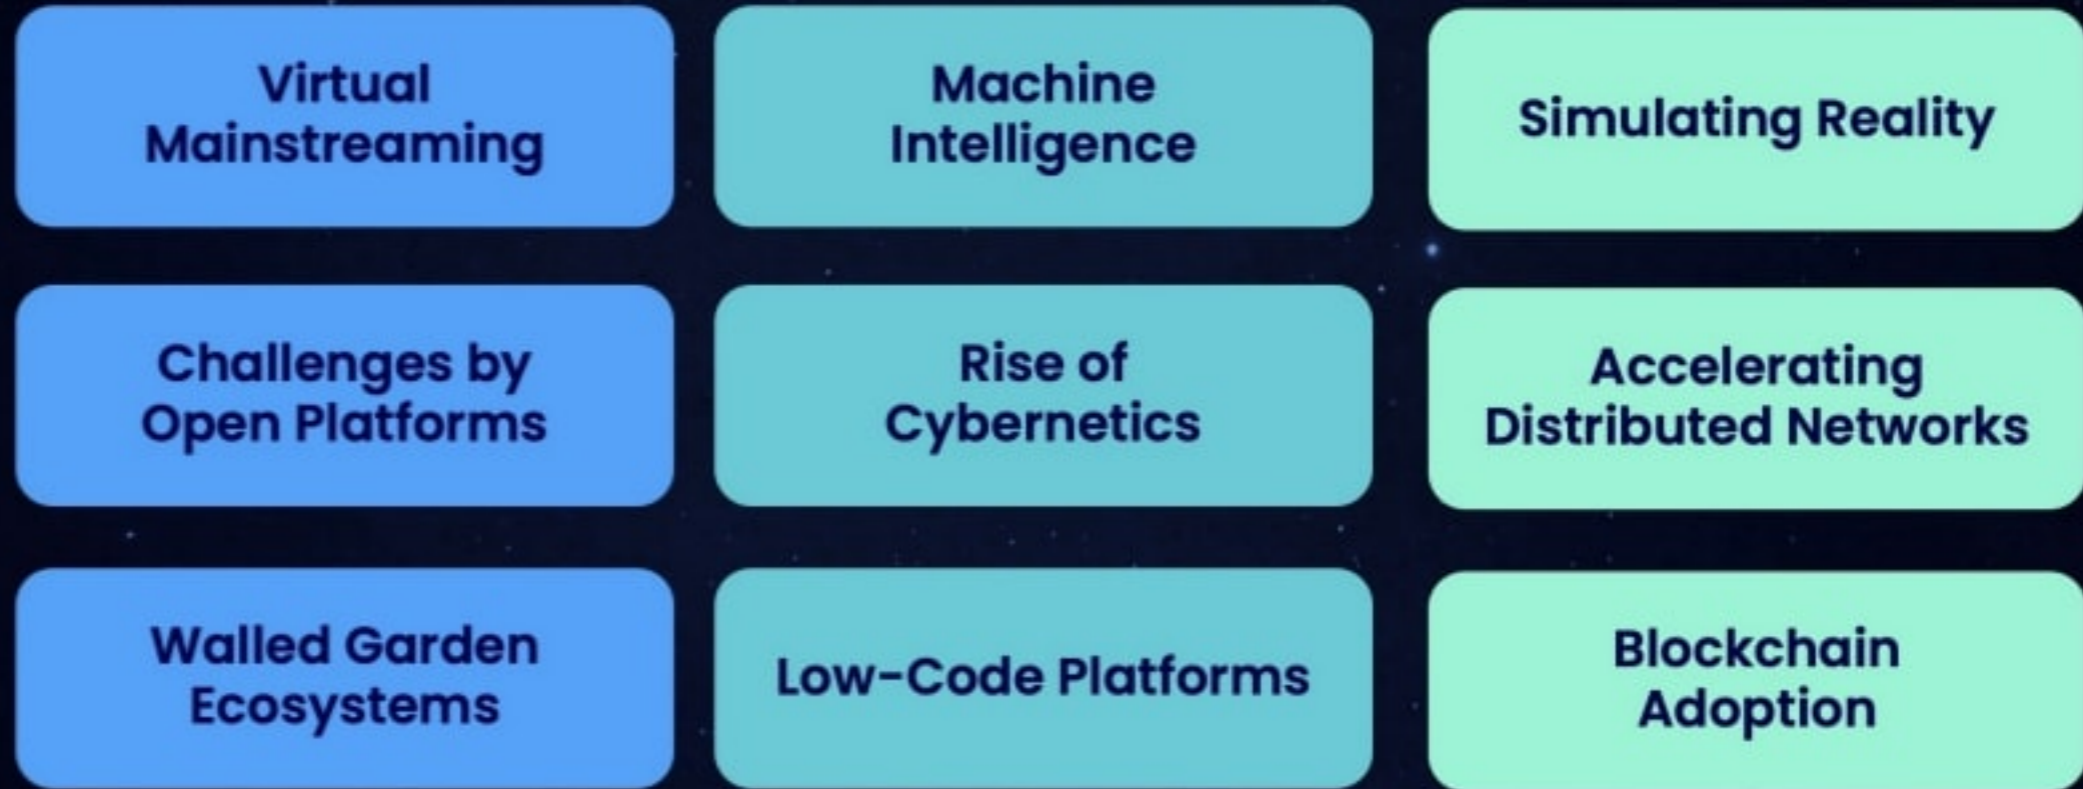 Virtual
Mainstreaming
Machine
Intelligence
Simulating Reality
Challenges by
Open Platforms
Rise of
Cybernetics
Accelerating
Distributed Networks
Walled Garden
Ecosystems
Low-Code Platforms
Blockchain
Adoption